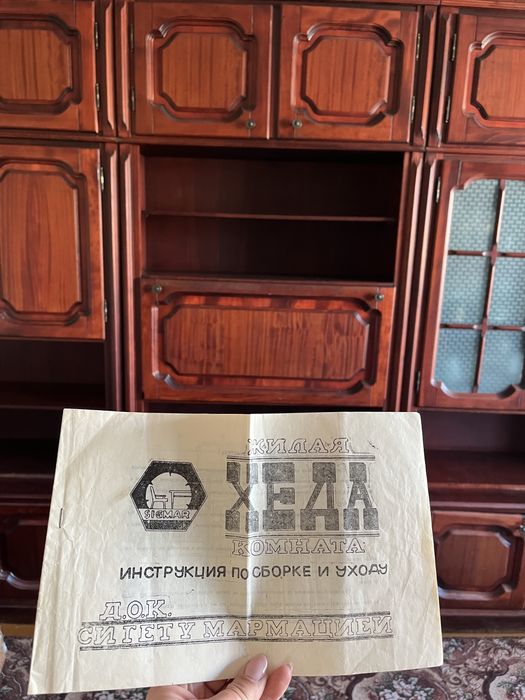 ЖИЛАЯ
SIGMAR
ХЕДА
КОМНАТА
ИНСТРУКЦИЯ ПО СБОРКЕ И УХОДУ
Д.О.К.
СИГЕТУ МАРМАЦИЕЙ